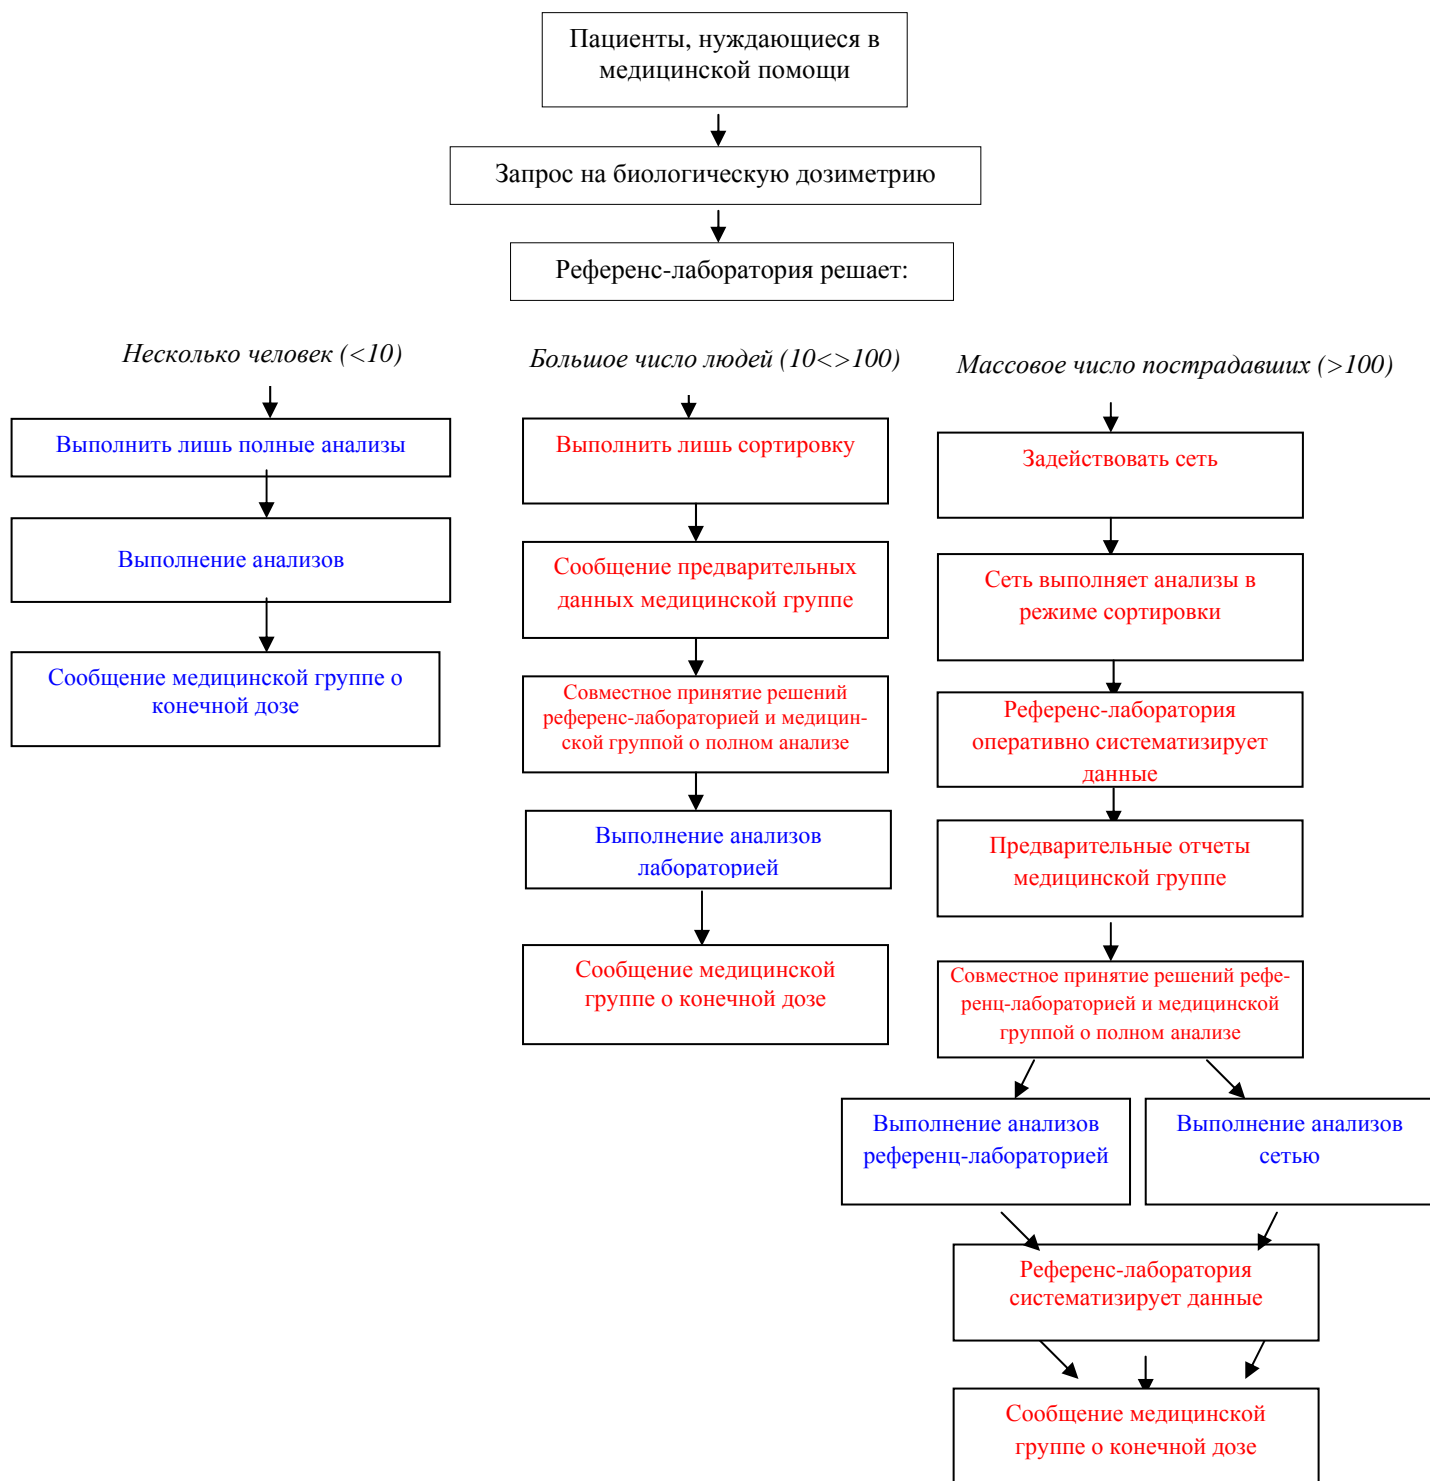 Пациенты, нуждающиеся в
медицинской помощи
Запрос на биологическую дозиметрию
Референс-лаборатория решает:
Несколько человек (<10)
Выполнить лишь полные анализы
Выполнение анализов
Сообщение медицинской группе о
конечной дозе
Большое число людей (10<>100)
Выполнить лишь сортировку
Сообщение предварительных
данных медицинской группе
Совместное принятие решений
референс-лабораторией и медицин-
ской группой о полном анализе
Выполнение анализов
лабораторией
Сообщение медицинской
группе о конечной дозе
Массовое число пострадавших (>100)
Задействовать сеть
Сеть выполняет анализы в
режиме сортировки
Референс-лаборатория
оперативно систематизирует
данные
Предварительные отчеты
медицинской группе
Совместное принятие решений рефе-
ренц-лабораторией и медицинской
группой о полном анализе
Выполнение анализов
референц-лабораторией
Выполнение анализов
сетью
Референс-лаборатория
систематизирует данные
Сообщение медицинской
группе о конечной дозе